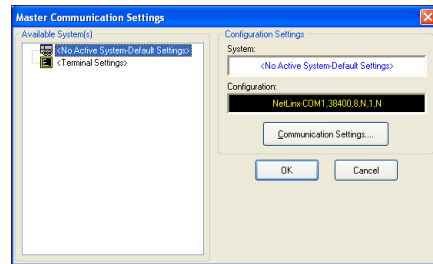 Master Communication Settings
Available System(s)
<No Active System-Default Settings>
<Terminal Settings>
Configuration Settings
System:
<No Active System-Default Settings>
Configuration:
NetLinx-COM1,38400,8,N,1,N
Communication Settings....
OK
Cancel